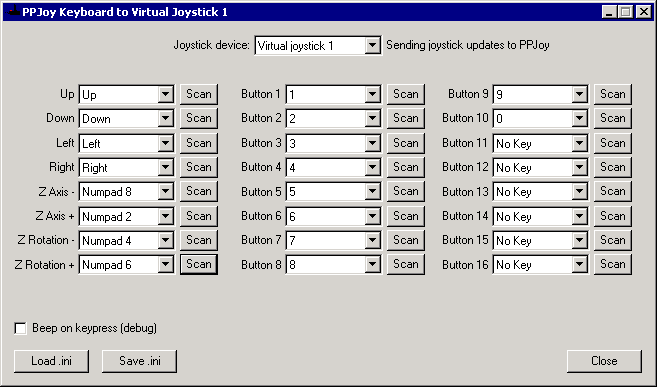 PPJoy Keyboard to Virtual Joystick 1
Joystick device: Virtual joystick 1 Sending joystick updates to PPJoy
Up Up Scan Button 1 1 Scan Button 9 9 Scan
Down Down Scan Button 2 2 Scan Button 10 0 Scan
Left Left Scan Button 3 3 Scan Button 11 No Key Scan
Right Right Scan Button 4 4 Scan Button 12 No Key Scan
Z Axis - Numpad 8 Scan Button 5 5 Scan Button 13 No Key Scan
Z Axis + Numpad 2 Scan Button 6 6 Scan Button 14 No Key Scan
Z Rotation - Numpad 4 Scan Button 7 7 Scan Button 15 No Key Scan
Z Rotation + Numpad 6 Scan Button 8 8 Scan Button 16 No Key Scan
Beep on keypress (debug)
Load .ini Save .ini Close